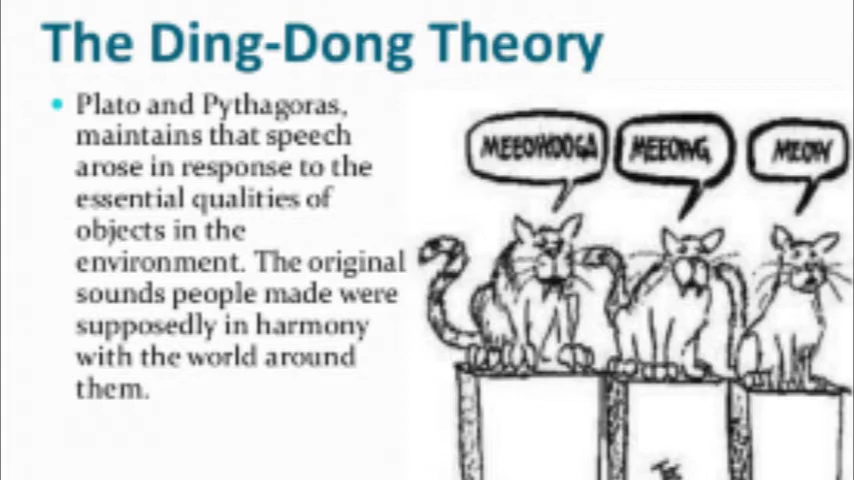 The Ding-Dong Theory
• Plato and Pythagoras,
maintains that speech
arose in response to the
essential qualities of
objects in the
environment. The original
sounds people made were
supposedly in harmony
with the world around
them.
MEEOWOOGA
MEEOWG
MEOW